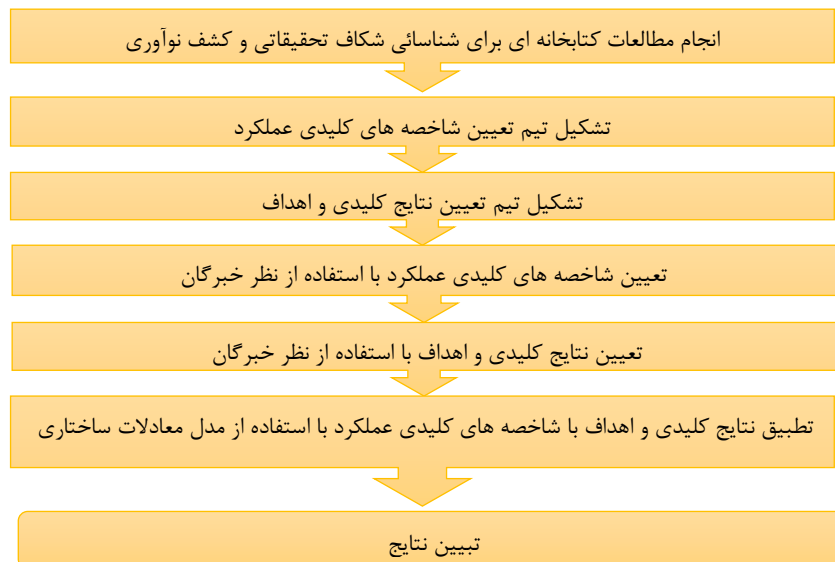 انجام مطالعات کتابخانه ای برای شناسائی شکاف تحقیقاتی و کشف نوآوری
تشکیل تیم تعیین شاخصه های کلیدی عملکرد
تشکیل تیم تعیین نتایج کلیدی و اهداف
تعیین شاخصه های کلیدی عملکرد با استفاده از نظر خبرگان
تعیین نتایج کلیدی و اهداف با استفاده از نظر خبرگان
تطبیق نتایج کلیدی و اهداف با شاخصه های کلیدی عملکرد با استفاده از مدل معادلات ساختاری
تبیین نتایج